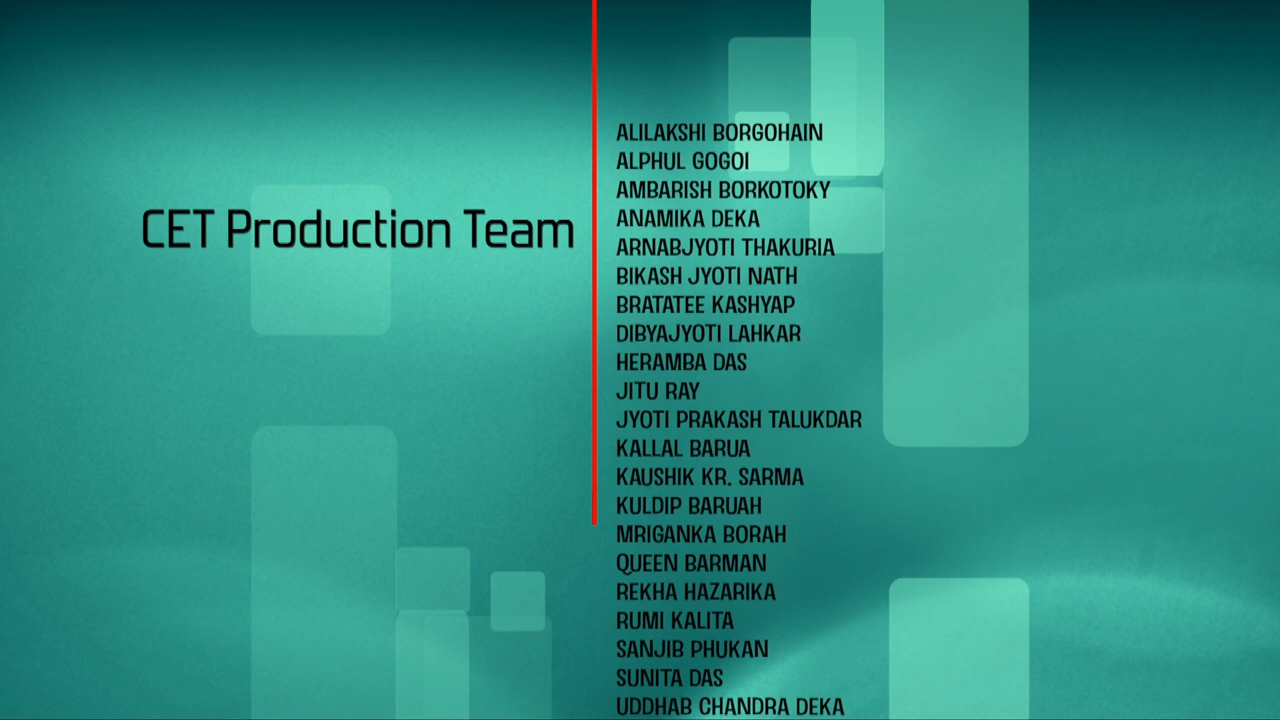 CET Production Team
ALILAKSHI BORGOHAIN
ALPHUL GOGOI
AMBARISH BORKOTOKY
ANAMIKA DEKA
ARNABJYOTI THAKURIA
BIKASH JYOTI NATH
BRATATEE KASHYAP
DIBYAJYOTI LAHKAR
HERAMBA DAS
JITU RAY
JYOTI PRAKASH TALUKDAR
KALLAL BARUA
KAUSHIK KR. SARMA
KULDIP BARUAH
MRIGANKA BORAH
QUEEN BARMAN
REKHA HAZARIKA
RUMI KALITA
SANJIB PHUKAN
SUNITA DAS
UDDHAB CHANDRA DEKA